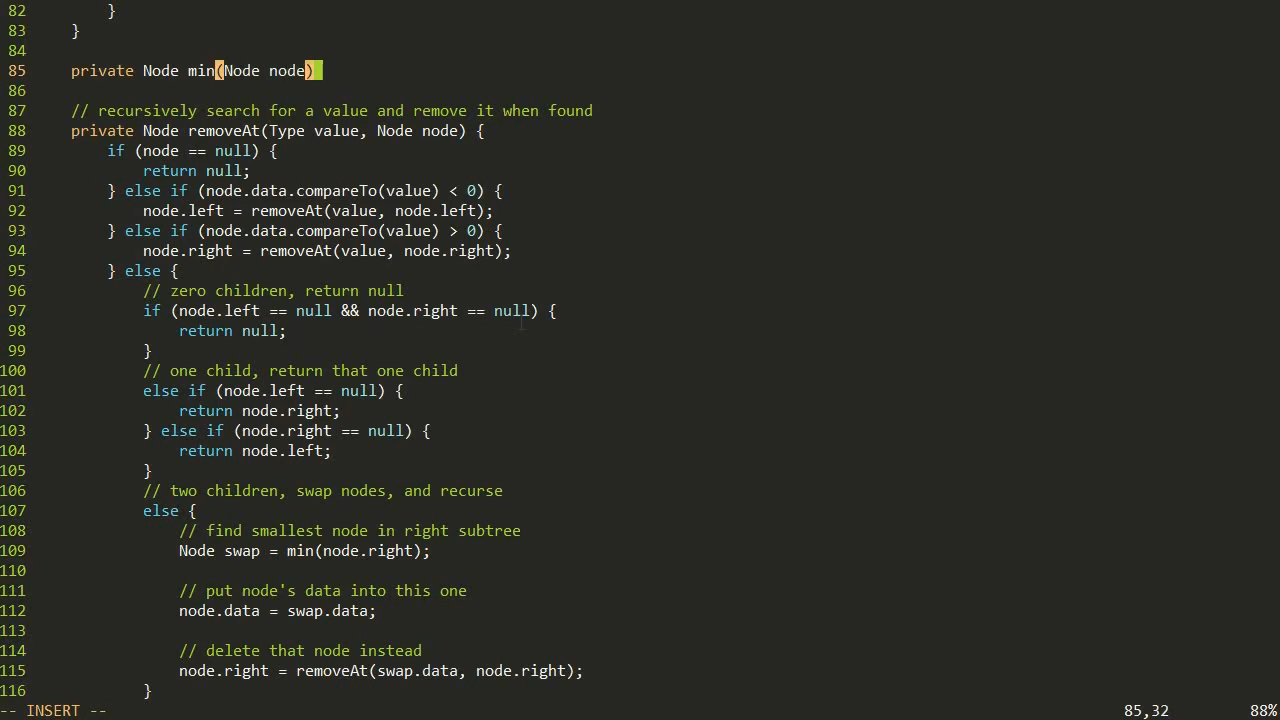 82         }
83     }
84
85     private Node min(Node node)
86
87     // recursively search for a value and remove it when found
88     private Node removeAt(Type value, Node node) {
89         if (node == null) {
90             return null;
91         } else if (node.data.compareTo(value) < 0) {
92             node.left = removeAt(value, node.left);
93         } else if (node.data.compareTo(value) > 0) {
94             node.right = removeAt(value, node.right);
95         } else {
96             // zero children, return null
97             if (node.left == null && node.right == null) {
98                 return null;
99             }
100             // one child, return that one child
101             else if (node.left == null) {
102                 return node.right;
103             } else if (node.right == null) {
104                 return node.left;
105             }
106             // two children, swap nodes, and recurse
107             else {
108                 // find smallest node in right subtree
109                 Node swap = min(node.right);
110
111                 // put node's data into this one
112                 node.data = swap.data;
113
114                 // delete that node instead
115                 node.right = removeAt(swap.data, node.right);
116             }
-- INSERT -- 85,32 88%